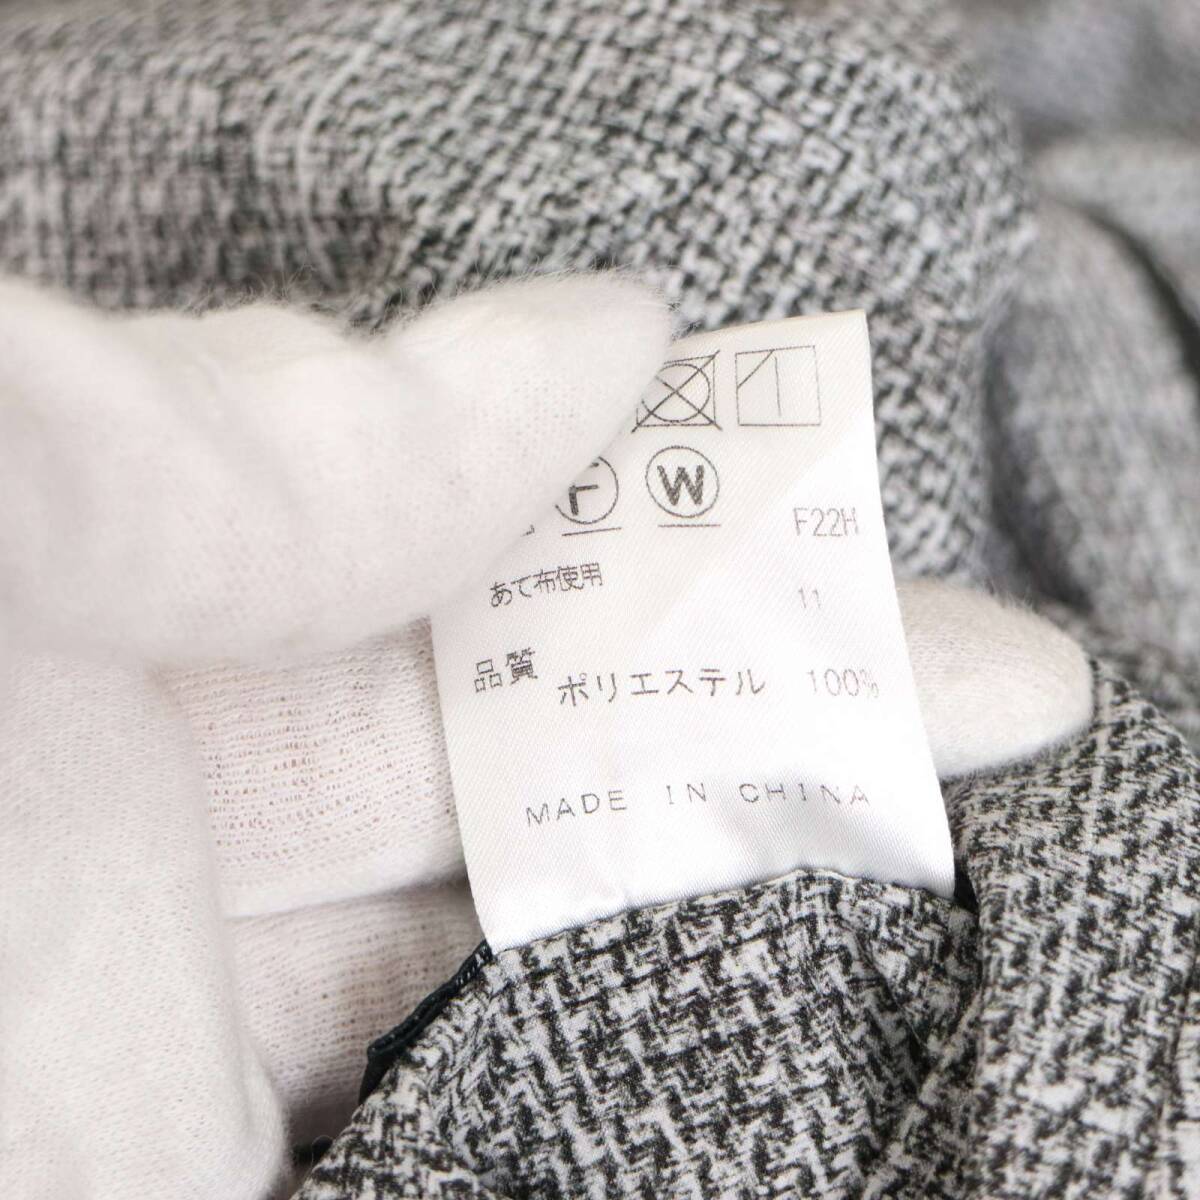 F W
F22H
あて布使用
11
品質
ポリエステル 100%
MADE IN CHINA